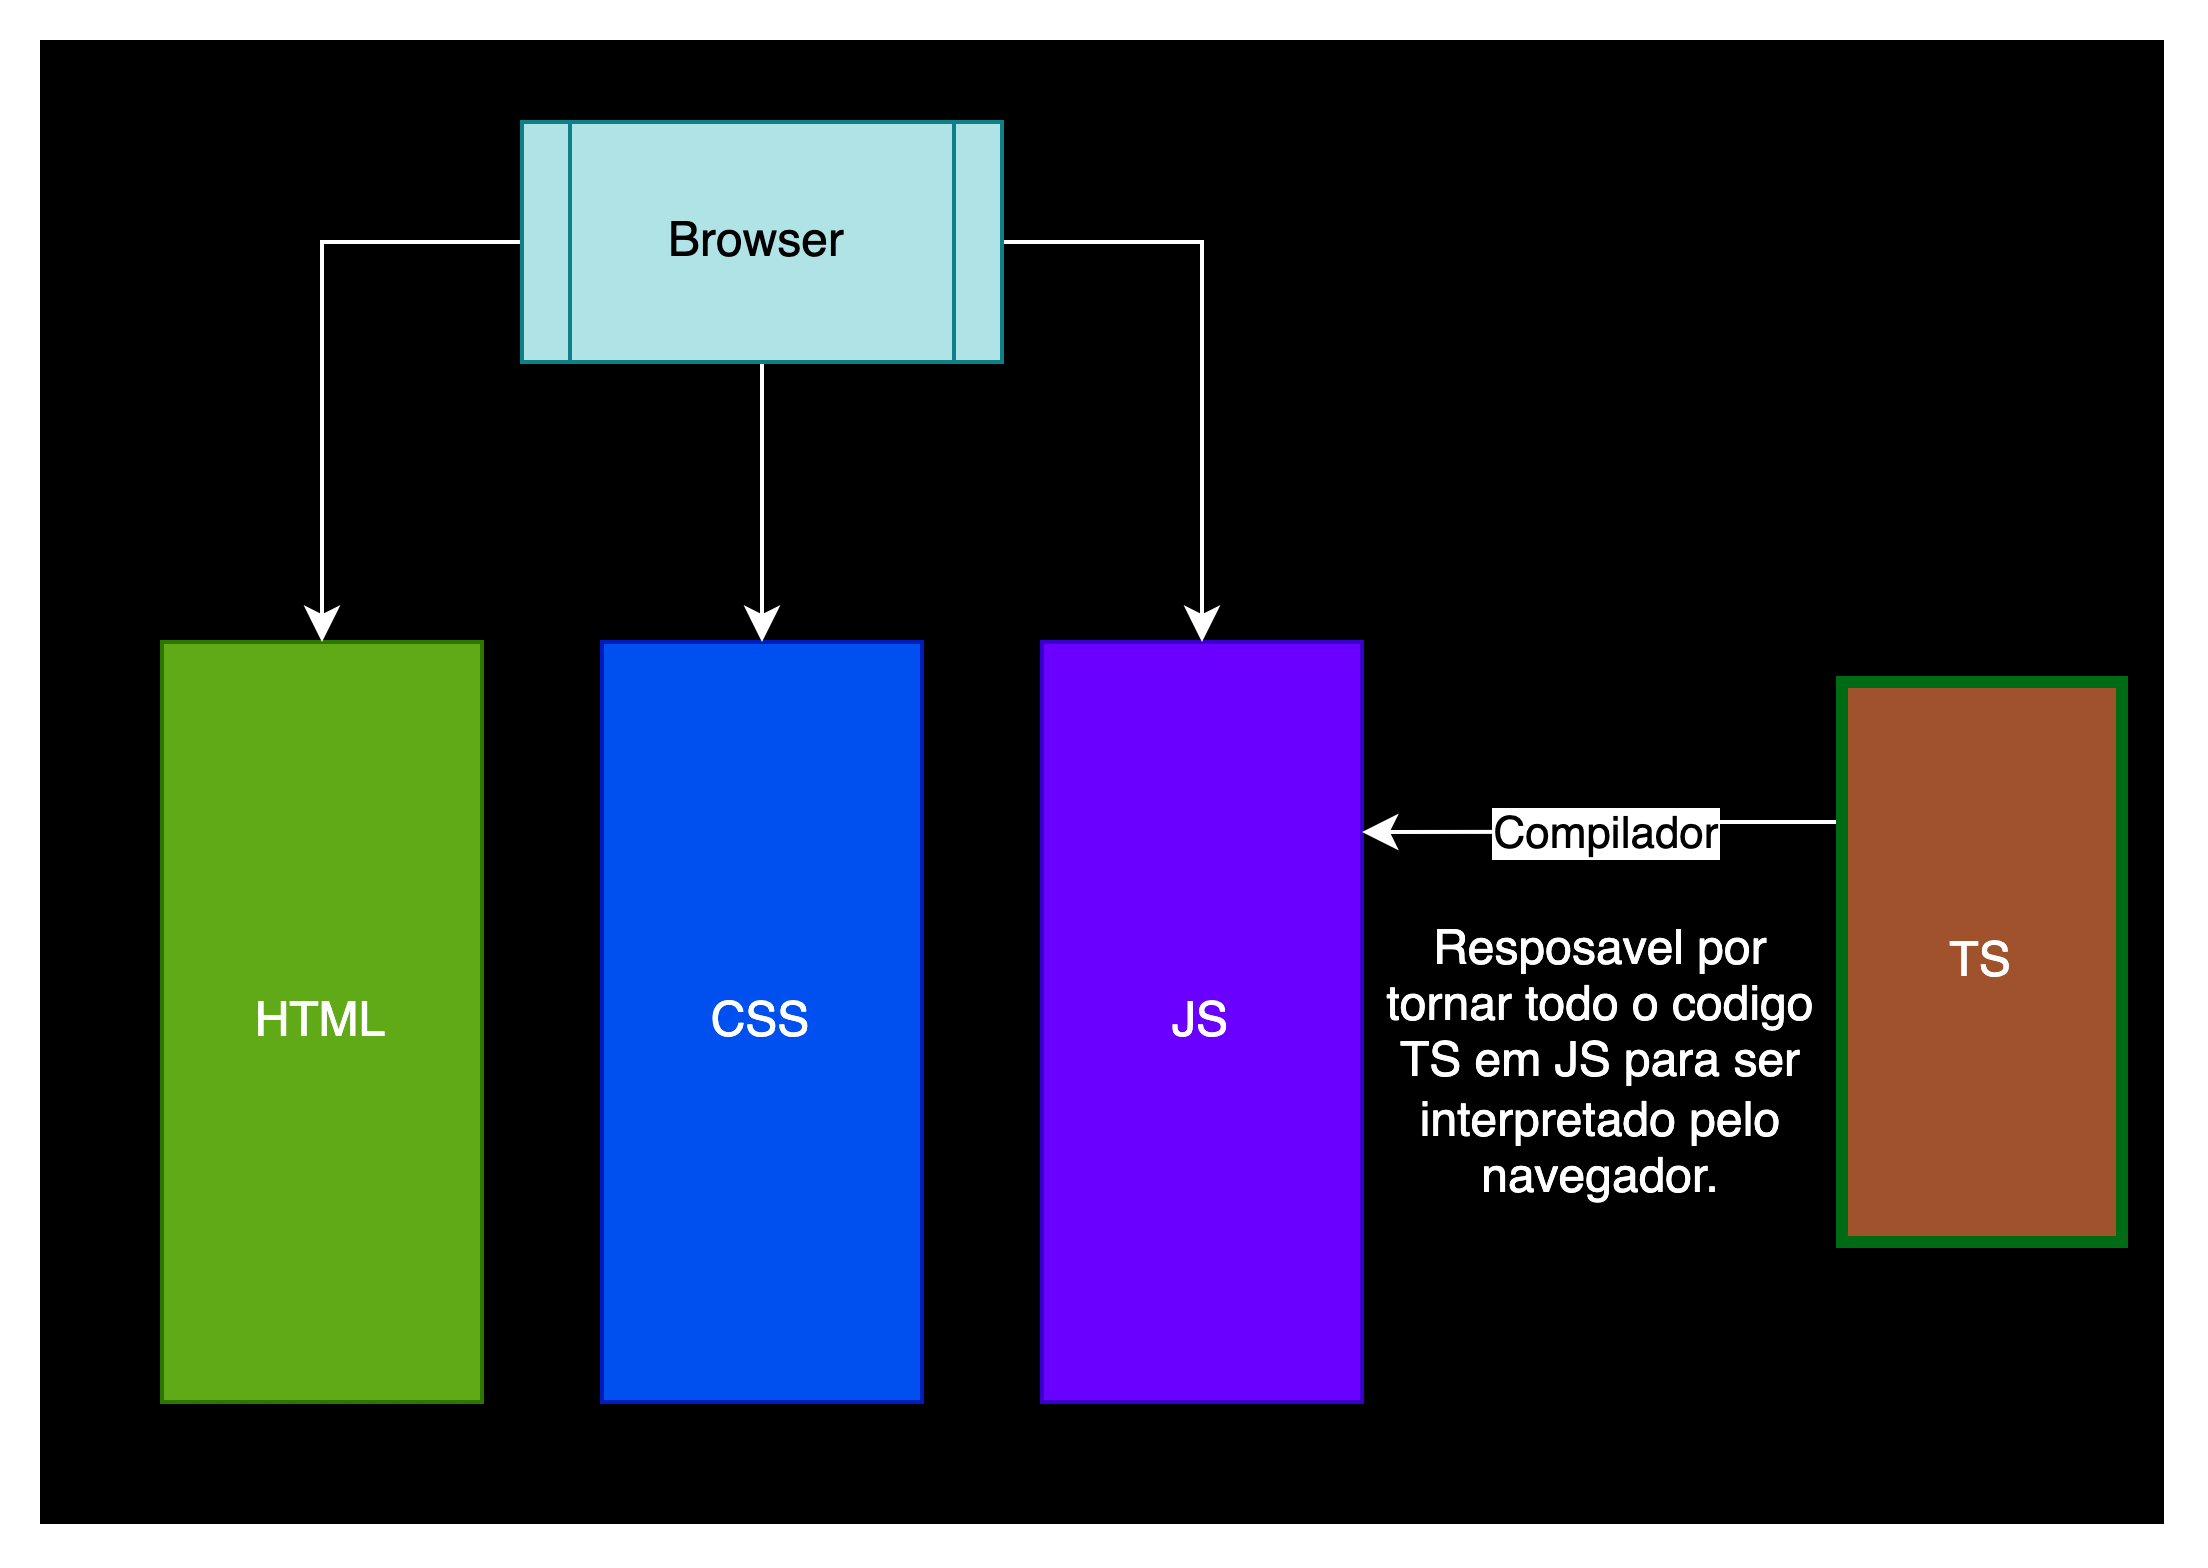 Browser
HTML
CSS
JS
Compilador
Resposavel por
tornar todo o codigo
TS em JS para ser
interpretado pelo
navegador.
TS